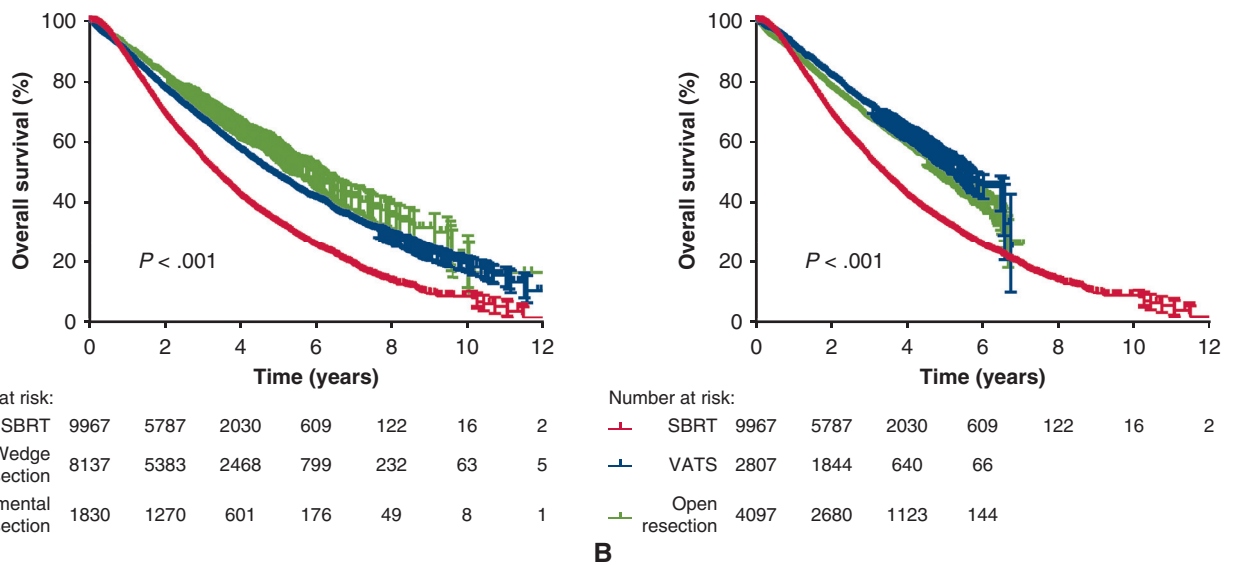 100
80
60
40
20
0
Overall survival (%)
P < .001
0 2 4 6 8 10 12
Time (years)
at risk:
SBRT 9967 5787 2030 609 122 16 2
Wedge
section 8137 5383 2468 799 232 63 5
mental
section 1830 1270 601 176 49 8 1
100
80
60
40
20
0
Overall survival (%)
P < .001
0 2 4 6 8 10 12
Time (years)
Number at risk:
SBRT 9967 5787 2030 609 122 16 2
VATS 2807 1844 640 66
Open
resection 4097 2680 1123 144
B